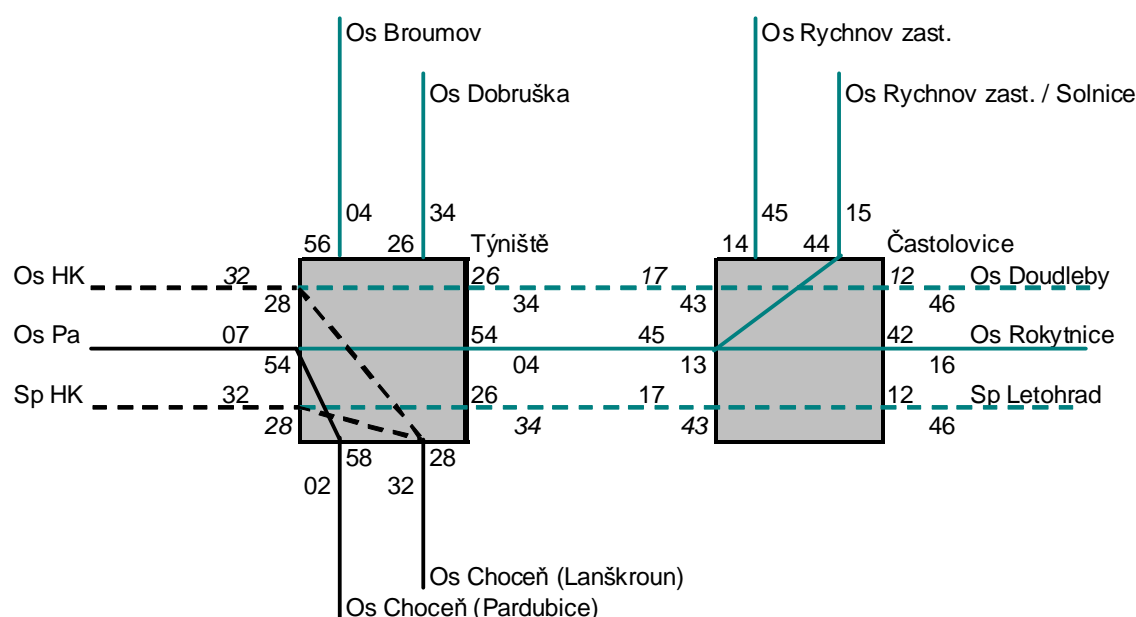 Os Broumov
Os Rychnov zast.
Os Dobruška
Os Rychnov zast. / Solnice
04
34
45
15
56
26
Týniště
14
44
Častolovice
Os HK
32
26
17
12
Os Doudleby
28
34
43
46
Os Pa
07
54
45
42
Os Rokytnice
54
04
13
16
Sp HK
32
26
17
12
Sp Letohrad
28
34
43
46
58
28
02
32
Os Choceň (Lanškroun)
Os Choceň (Pardubice)